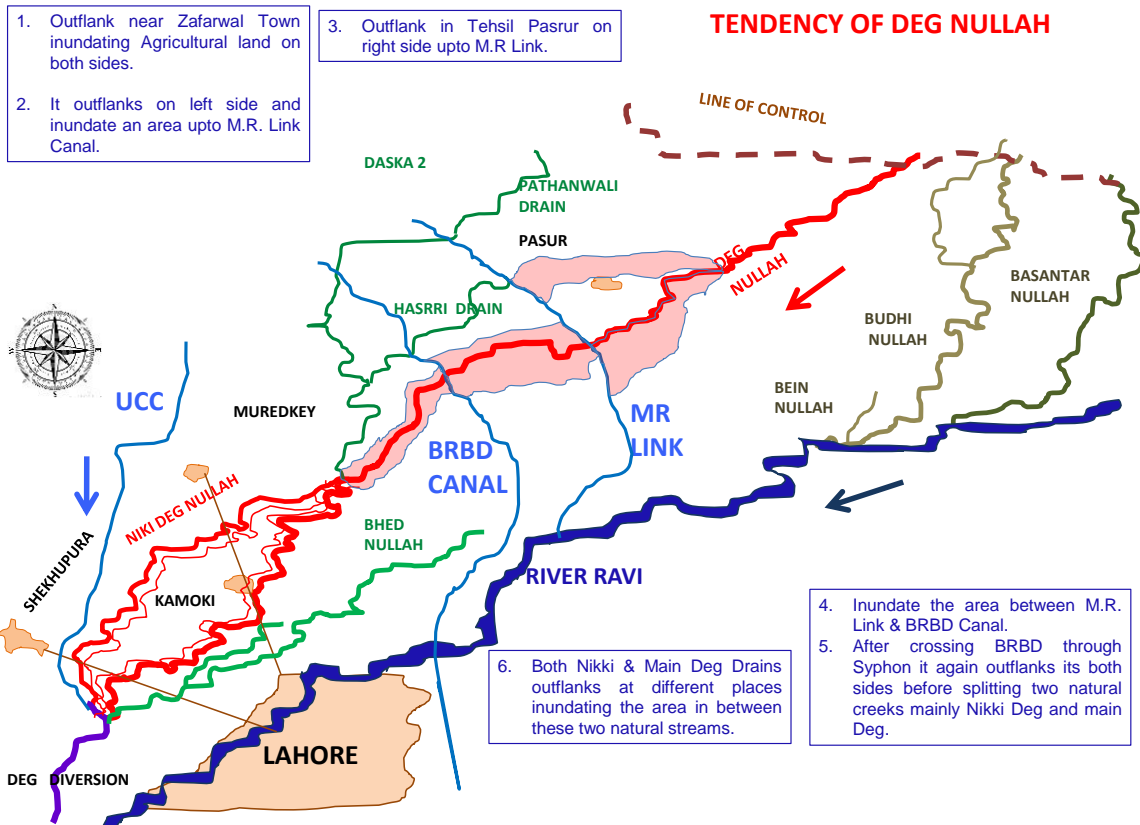 1. Outflank near Zafarwal Town
inundating Agricultural land on
both sides.
2. It outflanks on left side and
inundate an area upto M.R. Link
Canal.
3. Outflank in Tehsil Pasrur on
right side upto M.R Link.
TENDENCY OF DEG NULLAH
LINE OF CONTROL
DASKA 2
PATHANWALI
DRAIN
PASUR
DEG
NULLAH
BASANTAR
NULLAH
HASRRI DRAIN
BUDHI
NULLAH
N
W
E
S
BEIN
NULLAH
UCC
MUREDKEY
MR
LINK
BRBD
CANAL
NIKI DEG NULLAH
BHED
NULLAH
SHEKHUPURA
KAMOKI
RIVER RAVI
4. Inundate the area between M.R.
Link & BRBD Canal.
5. After crossing BRBD through
Syphon it again outflanks its both
sides before splitting two natural
creeks mainly Nikki Deg and main
Deg.
6. Both Nikki & Main Deg Drains
outflanks at different places
inundating the area in between
these two natural streams.
LAHORE
DEG DIVERSION